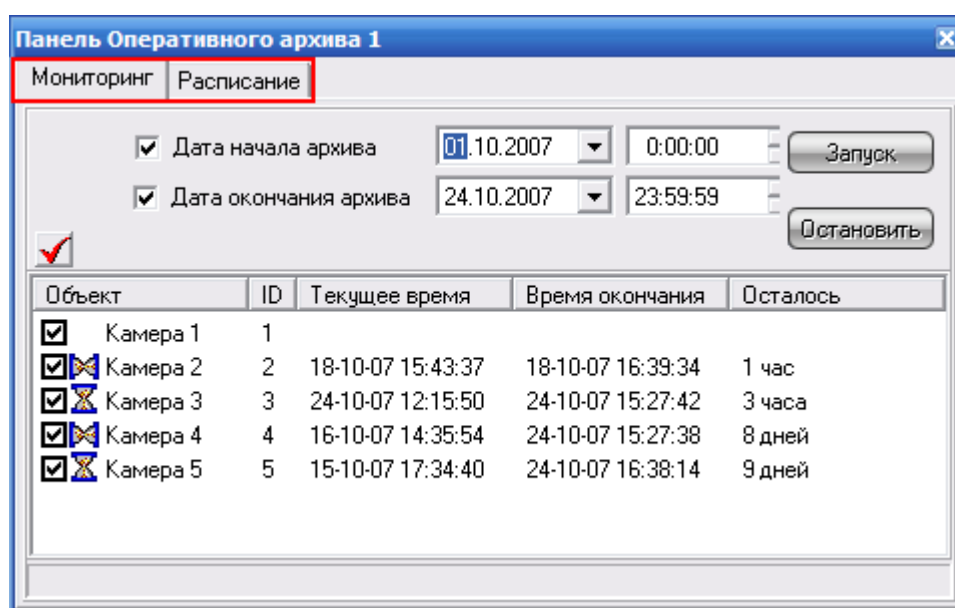 Панель Оперативного архива 1
Мониторинг Расписание
Дата начала архива 01.10.2007 0:00:00 Запуск
Дата окончания архива 24.10.2007 23:59:59
Остановить
Объект ID Текущее время Время окончания Осталось
Камера 1 1
Камера 2 2 18-10-07 15:43:37 18-10-07 16:39:34 1 час
Камера 3 3 24-10-07 12:15:50 24-10-07 15:27:42 3 часа
Камера 4 4 16-10-07 14:35:54 24-10-07 15:27:38 8 дней
Камера 5 5 15-10-07 17:34:40 24-10-07 16:38:14 9 дней